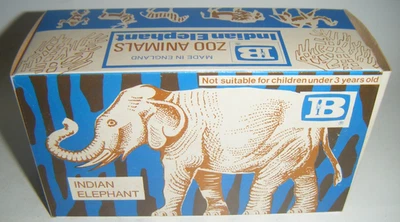 MADE IN ENGLAND
B
ZOO ANIMALS
Indian Elephant
Not suitable for children under 3 years old
B
INDIAN
ELEPHANT